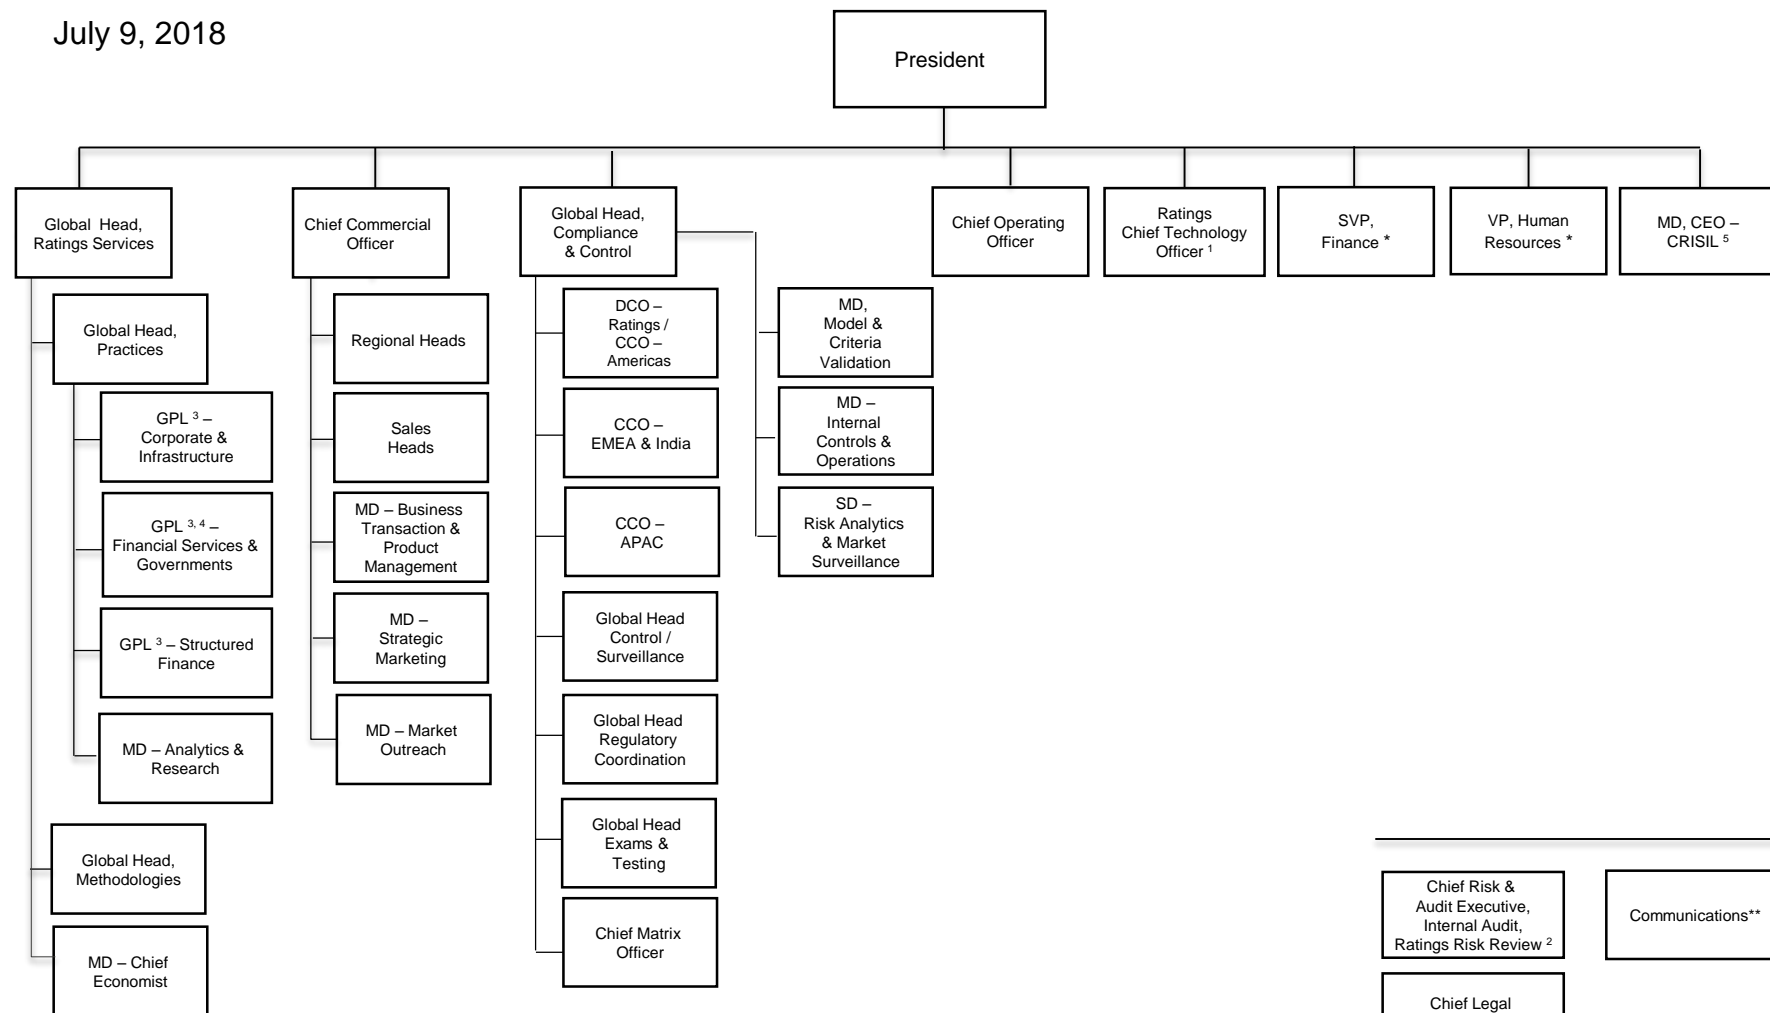 July 9, 2018
President
Global Head,
Ratings Services
Chief Commercial
Officer
Global Head,
Compliance
& Control
Chief Operating
Officer
Ratings
Chief Technology
Officer ¹
SVP,
Finance *
VP, Human
Resources *
MD, CEO –
CRISIL ⁵
Global Head,
Practices
GPL ³ –
Corporate &
Infrastructure
GPL ³˒ ⁴ –
Financial Services &
Governments
GPL ³ – Structured
Finance
MD – Analytics &
Research
Global Head,
Methodologies
MD – Chief
Economist
Regional Heads
Sales
Heads
MD – Business
Transaction &
Product
Management
MD –
Strategic
Marketing
MD – Market
Outreach
DCO –
Ratings /
CCO –
Americas
CCO –
EMEA & India
CCO –
APAC
Global Head
Control /
Surveillance
Global Head
Regulatory
Coordination
Global Head
Exams &
Testing
Chief Matrix
Officer
MD,
Model &
Criteria
Validation
MD –
Internal
Controls &
Operations
SD –
Risk Analytics
& Market
Surveillance
Chief Risk &
Audit Executive,
Internal Audit,
Ratings Risk Review ²
Communications**
Chief Legal